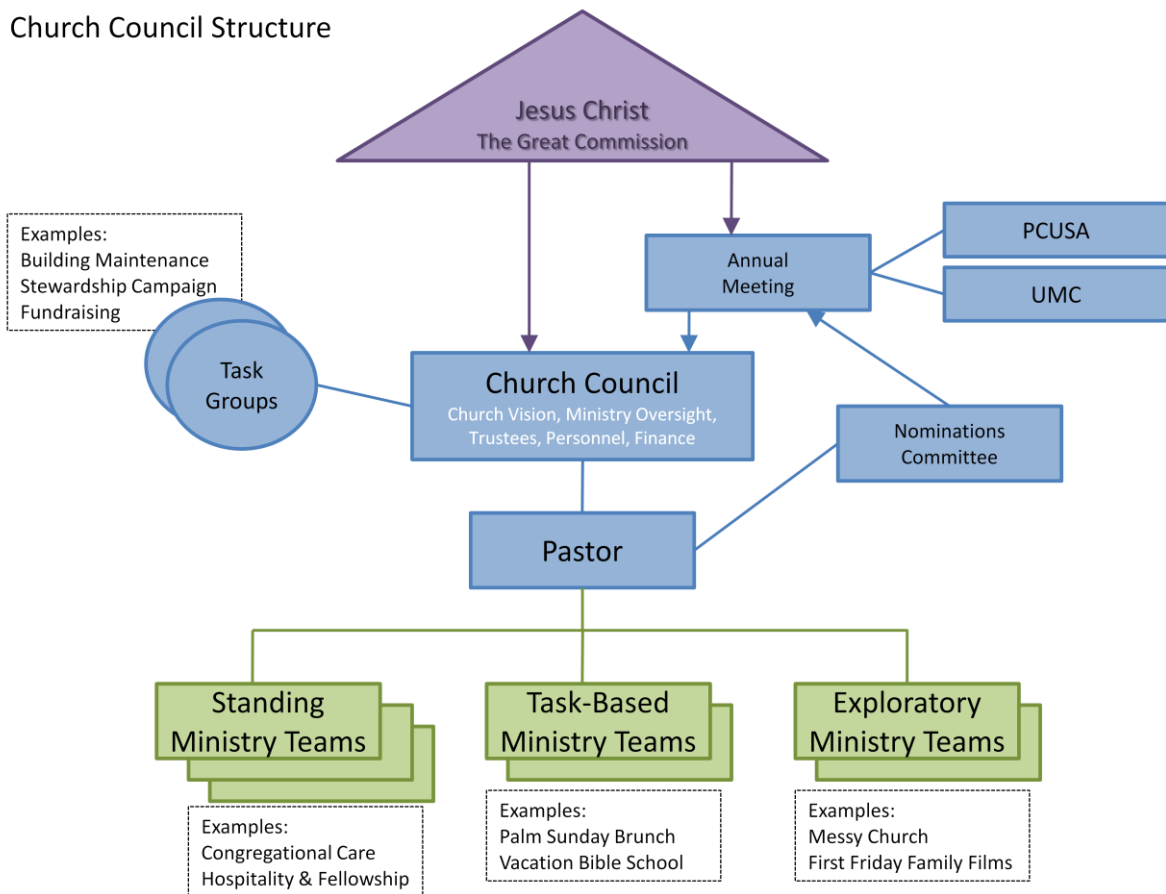 Church Council Structure
Jesus Christ
The Great Commission
Examples:
Building Maintenance
Stewardship Campaign
Fundraising
Annual
Meeting
PCUSA
UMC
Task
Groups
Church Council
Church Vision, Ministry Oversight,
Trustees, Personnel, Finance
Nominations
Committee
Pastor
Standing
Ministry Teams
Task-Based
Ministry Teams
Exploratory
Ministry Teams
Examples:
Congregational Care
Hospitality & Fellowship
Examples:
Palm Sunday Brunch
Vacation Bible School
Examples:
Messy Church
First Friday Family Films